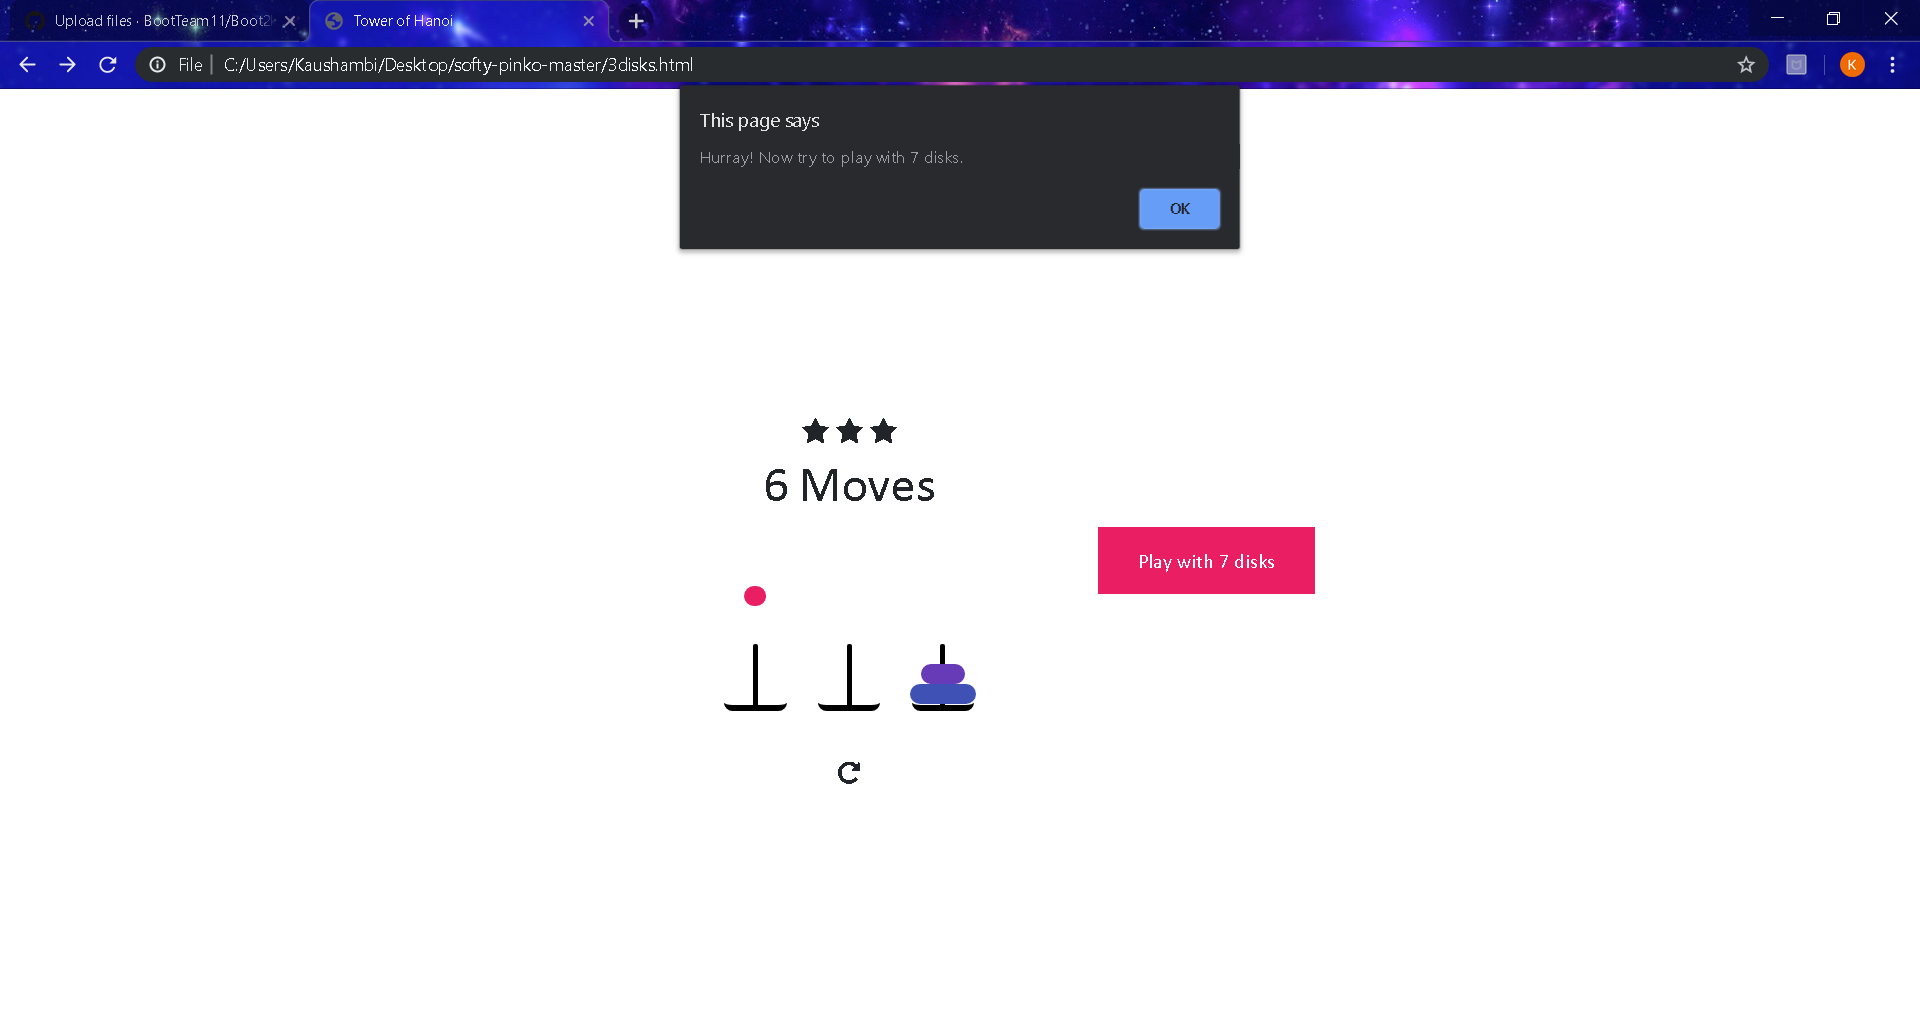 Upload files · BootTeam11/Boot2
Tower of Hanoi
File | C:/Users/Kaushambi/Desktop/softy-pinko-master/3disks.html
K
This page says
Hurray! Now try to play with 7 disks.
OK
6 Moves
Play with 7 disks